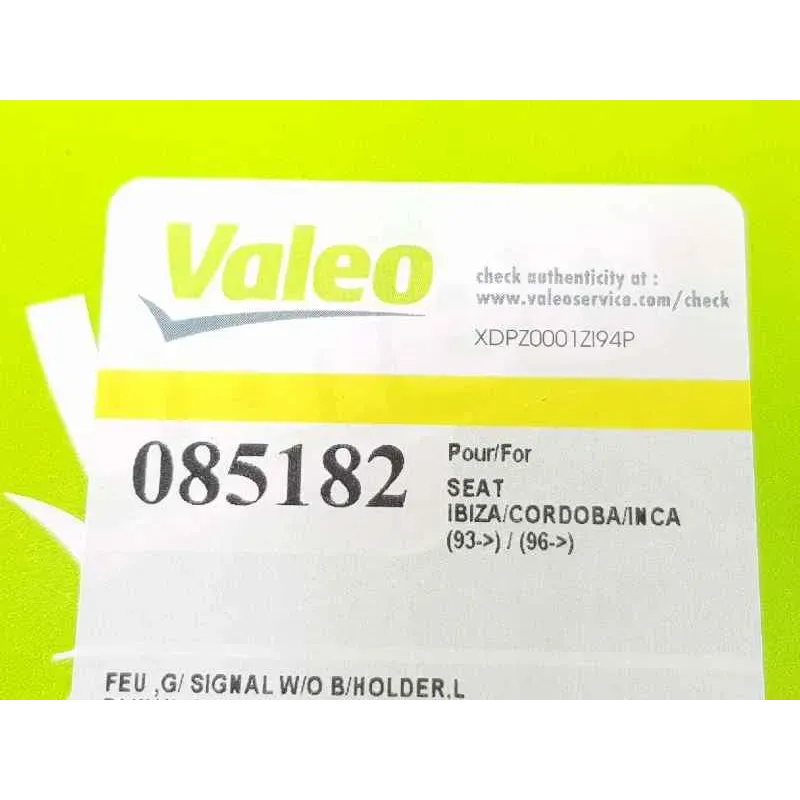 Valeo
check authenticity at :
www.valeoservice.com/check
XDPZ0001ZI94P
085182
Pour/For
SEAT
IBIZA/CORDOBA/INCA
(93->) / (96->)
FEU ,G/ SIGNAL W/O B/HOLDER,L